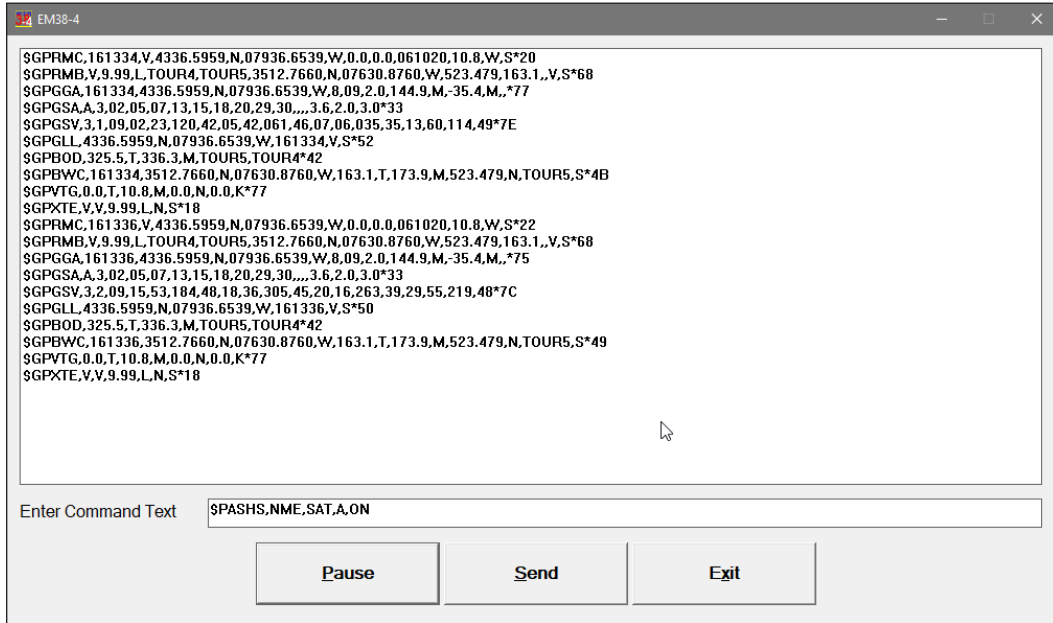 EM38-4
$GPRMC,161334,V,4336.5959,N,07936.6539,W,0.0,0.0,061020,10.8,W,S*20
$GPRMB,V,9.99,L,TOUR4,TOUR5,3512.7660,N,07630.8760,W,523.479,163.1,,V,S*68
$GPGGA,161334,4336.5959,N,07936.6539,W,8,09,2.0,144.9,M,-35.4,M,,*77
$GPGSA,A,3,02,05,07,13,15,18,20,29,30,,,,3.6,2.0,3.0*33
$GPGSV,3,1,09,02,23,120,42,05,42,061,46,07,06,035,35,13,60,114,49*7E
$GPGLL,4336.5959,N,07936.6539,W,161334,V,S*52
$GPBOD,325.5,T,336.3,M,TOUR5,TOUR4*42
$GPBWC,161334,3512.7660,N,07630.8760,W,163.1,T,173.9,M,523.479,N,TOUR5,S*4B
$GPVTG,0.0,T,10.8,M,0.0,N,0.0,K*77
$GPXTE,V,V,9.99,L,N,S*18
$GPRMC,161336,V,4336.5959,N,07936.6539,W,0.0,0.0,061020,10.8,W,S*22
$GPRMB,V,9.99,L,TOUR4,TOUR5,3512.7660,N,07630.8760,W,523.479,163.1,,V,S*68
$GPGGA,161336,4336.5959,N,07936.6539,W,8,09,2.0,144.9,M,-35.4,M,,*75
$GPGSA,A,3,02,05,07,13,15,18,20,29,30,,,,3.6,2.0,3.0*33
$GPGSV,3,2,09,15,53,184,48,18,36,305,45,20,16,263,39,29,55,219,48*7C
$GPGLL,4336.5959,N,07936.6539,W,161336,V,S*50
$GPBOD,325.5,T,336.3,M,TOUR5,TOUR4*42
$GPBWC,161336,3512.7660,N,07630.8760,W,163.1,T,173.9,M,523.479,N,TOUR5,S*49
$GPVTG,0.0,T,10.8,M,0.0,N,0.0,K*77
$GPXTE,V,V,9.99,L,N,S*18
Enter Command Text $PASHS,NME,SAT,A,ON
Pause Send Exit